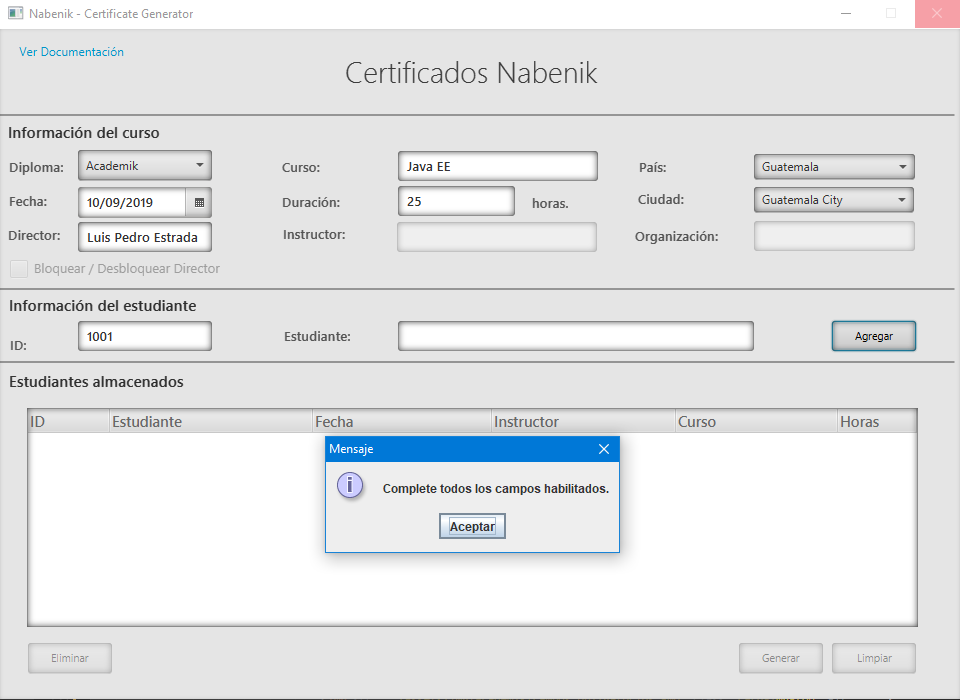 Nabenik - Certificate Generator
Ver Documentación
Certificados Nabenik
Información del curso
Diploma: Academik Curso: Java EE País: Guatemala
Fecha: 10/09/2019 Duración: 25 horas. Ciudad: Guatemala City
Director: Luis Pedro Estrada Instructor: Organización:
Bloquear / Desbloquear Director
Información del estudiante
ID: 1001 Estudiante: Agregar
Estudiantes almacenados
ID Estudiante Fecha Instructor Curso Horas
Mensaje
Complete todos los campos habilitados.
Aceptar
Eliminar Generar Limpiar